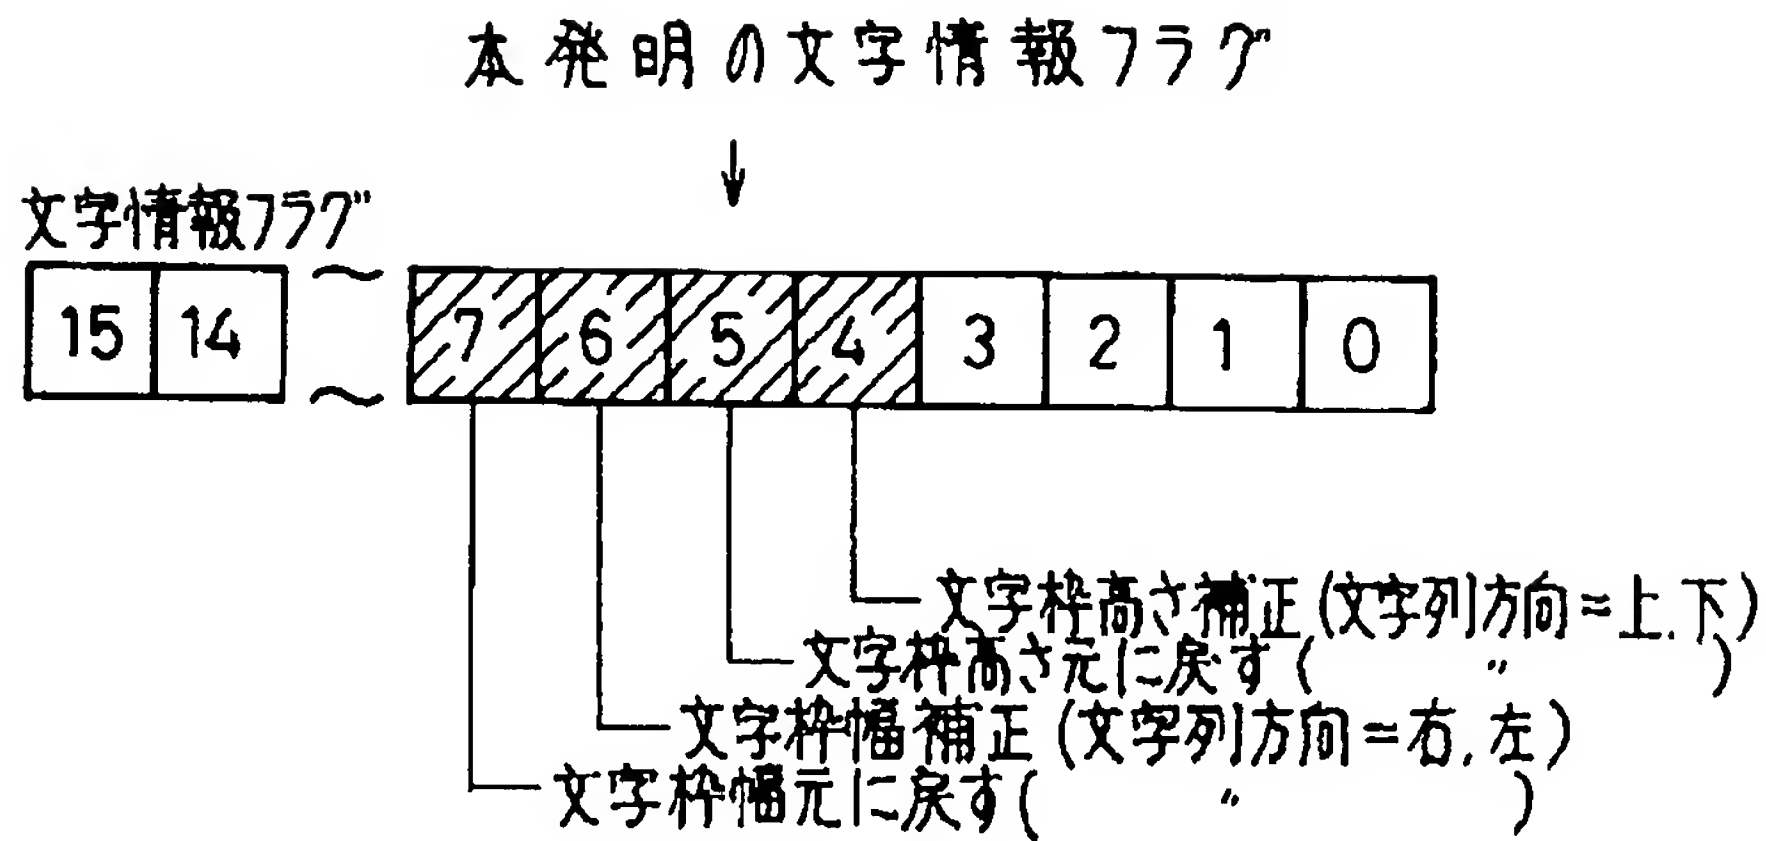 本発明の文字情報フラグ
↓
文字情報フラグ
15 14 ~ 7 6 5 4 3 2 1 0
文字枠高さ補正(文字列方向=上,下)
文字枠高さ元に戻す( 〃 )
文字枠幅補正(文字列方向=右,左)
文字枠幅元に戻す( 〃 )